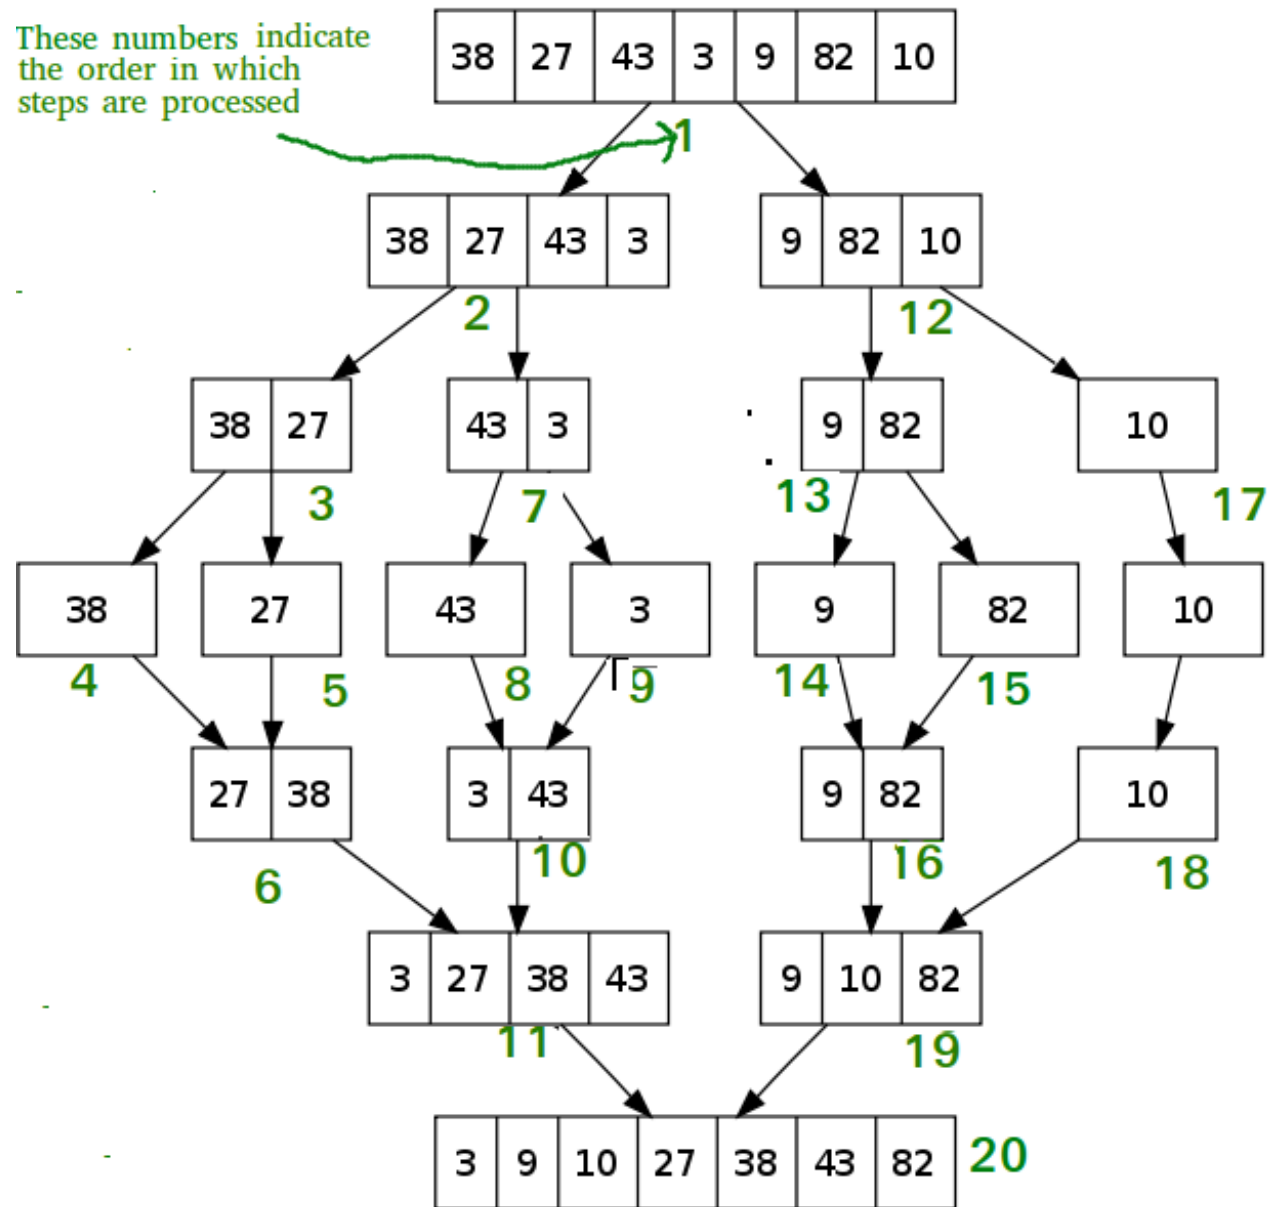 These numbers indicate
the order in which
steps are processed
38 27 43 3 9 82 10
1
38 27 43 3 9 82 10
2 12
38 27 43 3 9 82 10
3 7 13 17
38 27 43 3 9 82 10
4 5 8 9 14 15
27 38 3 43 9 82 10
6 10 16 18
3 27 38 43 9 10 82
11 19
3 9 10 27 38 43 82 20